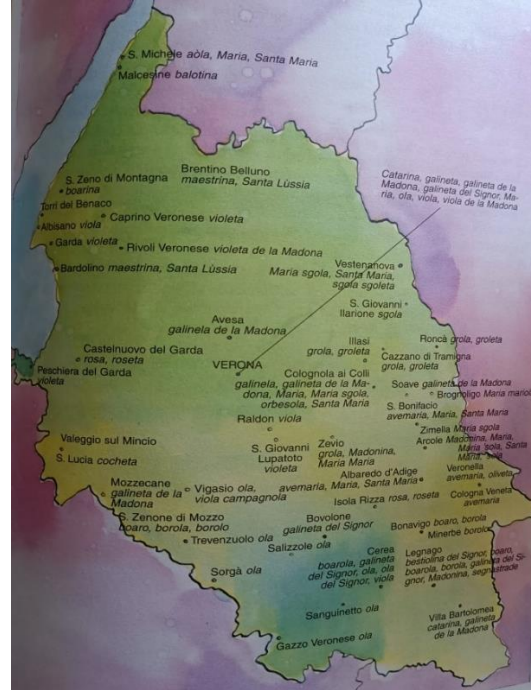 S. Michele aòla, Maria, Santa Maria
Malcesine balotina
S. Zeno di Montagna
boarina
Brentino Belluno
maestrina, Santa Lùssia
Catarina, galineta, galineta de la
Madona, galineta del Signor, Ma-
ria, ola, viola, viola de la Madona
Torri del Benaco
Albisano viola
Caprino Veronese violeta
Garda violeta
Rivoli Veronese violeta de la Madona
Bardolino maestrina, Santa Lùssia
Vestenanova
Maria sgola, Santa Maria,
sgola sgoleta
S. Giovanni
Ilarione sgola
Avesa
galinela de la Madona
Castelnuovo del Garda
rosa, roseta
Peschiera del Garda
violeta
VERONA
Illasi
grola, groleta
Roncà grola, groleta
Cazzano di Tramigna
grola, groleta
Colognola ai Colli
galinela, galineta de la Ma-
dona, Maria, Maria sgola,
orbesola, Santa Maria
Soave galineta de la Madona
Brognoligo Maria mariola
S. Bonifacio
avemaria, Maria, Santa Maria
Raldon viola
Zimella Maria sgola
Arcole Madonina, Maria,
Maria sola, Santa
Maria, sola
Valeggio sul Mincio
S. Lucia cocheta
S. Giovanni
Lupatoto
violeta
Zevio
grola, Madonina,
Maria Maria
Albaredo d'Adige
avemaria, Maria, Santa Maria
Veronella
avemaria, oliveta
Mozzecane
galineta de la
Madona
Vigasio ola,
viola campagnola
Isola Rizza rosa, roseta
Cologna Veneta
avemaria
S. Zenone di Mozzo
boaro, borola, borolo
Bovolone
galineta del Signor
Bonavigo boaro, borola
Minerbe borolo
Trevenzuolo ola
Salizzole ola
Cerea
boarola, galineta
del Signor, ola, ola
del Signor, viola
Legnago
bestiolina del Signor, boaro,
boarola, borola, galineta del Si-
gnor, Madonina, segnastrade
Sorgà ola
Sanguinetto ola
Villa Bartolomea
catarina, galineta
de la Madona
Gazzo Veronese ola